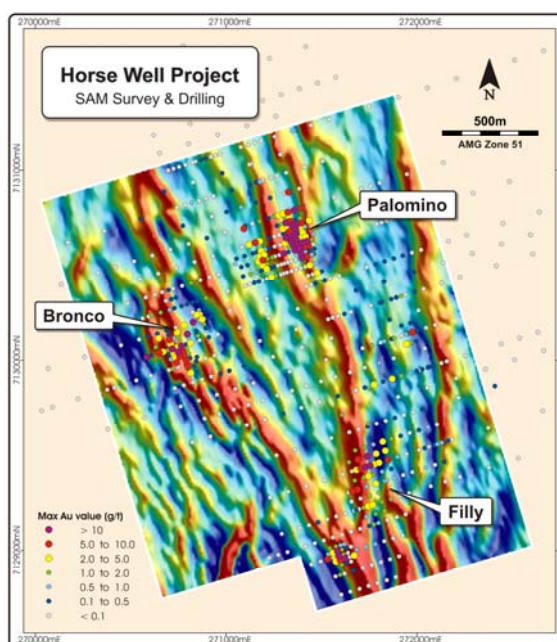 270000mE
271000mE
272000mE
Horse Well Project
SAM Survey & Drilling
N
500m
AMG Zone 51
7131000mN
Palomino
Bronco
7130000mN
Filly
Max Au value (g/t)
> 10
5.0 to 10.0
2.0 to 5.0
1.0 to 2.0
0.5 to 1.0
0.1 to 0.5
< 0.1
7129000mN
270000mE
271000mE
272000mE